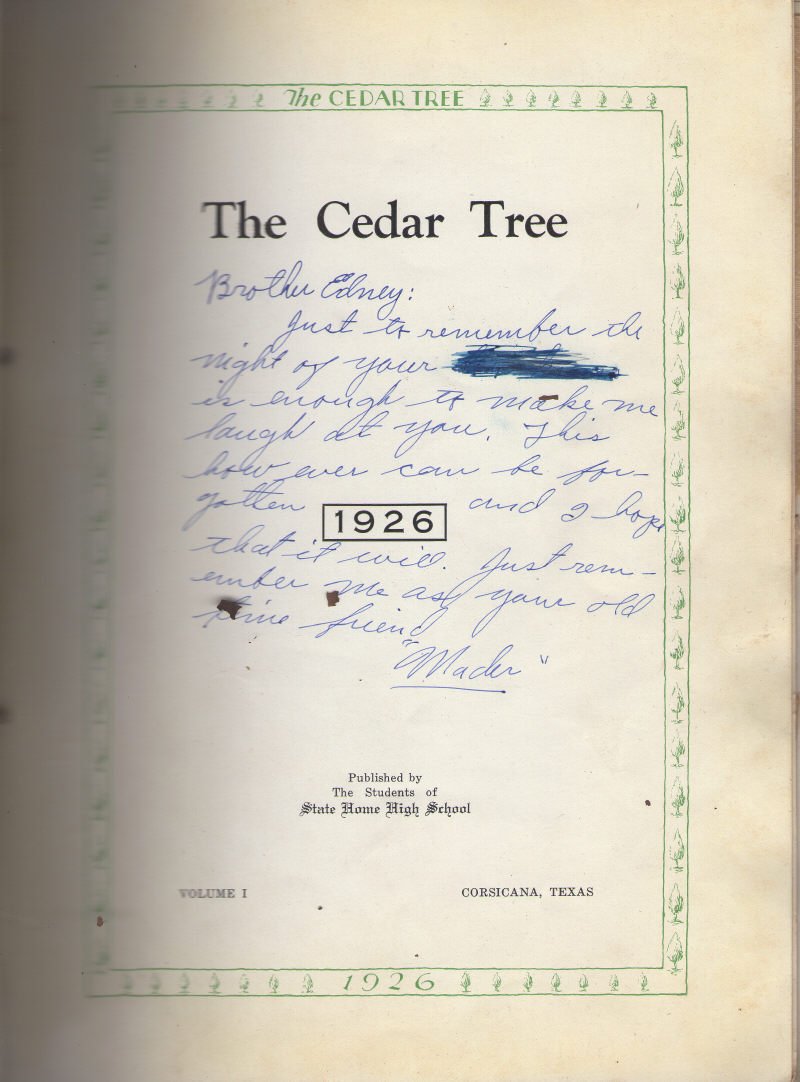 The CEDAR TREE
The Cedar Tree
Brother Edney:
Just to remember the
night of your
is enough to make me
laugh at you. This
how ever can be for-
gotten and I hope
1926
that it will. Just rem-
ember me as your old
time friend
"Mader"
Published by
The Students of
State Home High School
VOLUME I CORSICANA, TEXAS
1926